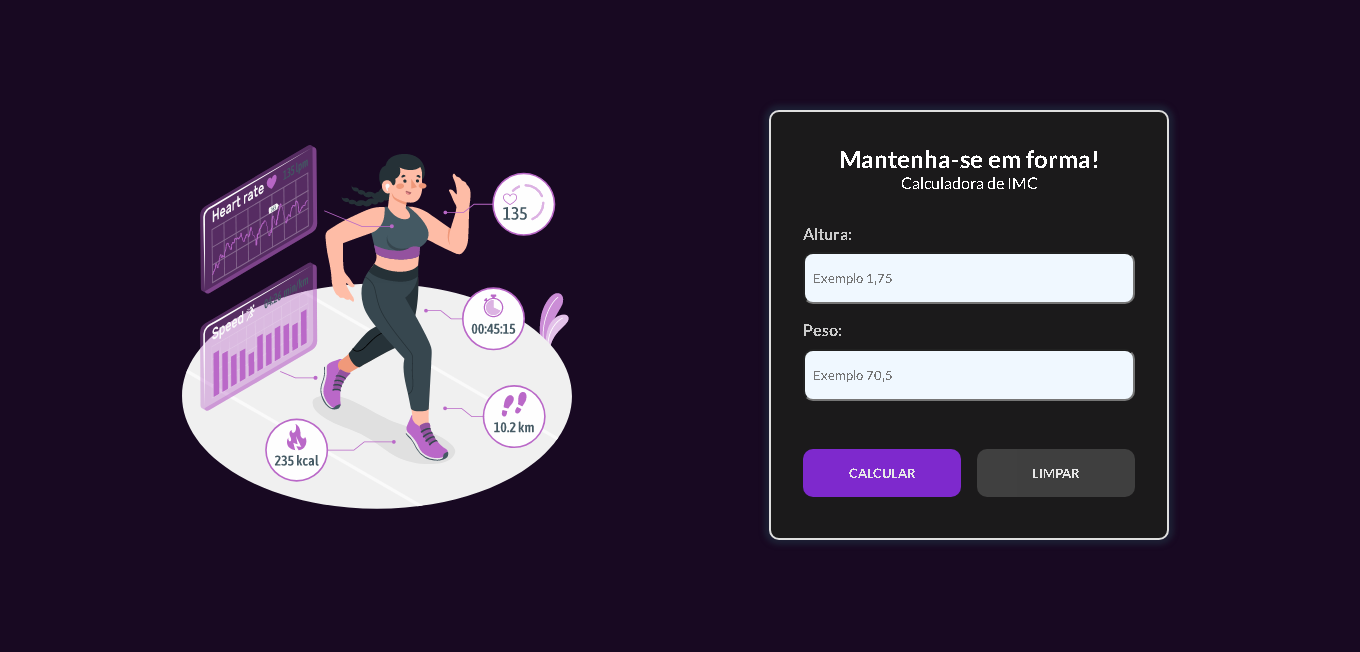 Heart rate
135
Speed
00:45:15
10.2 km
235 kcal
Mantenha-se em forma!
Calculadora de IMC
Altura:
Exemplo 1,75
Peso:
Exemplo 70,5
CALCULAR
LIMPAR